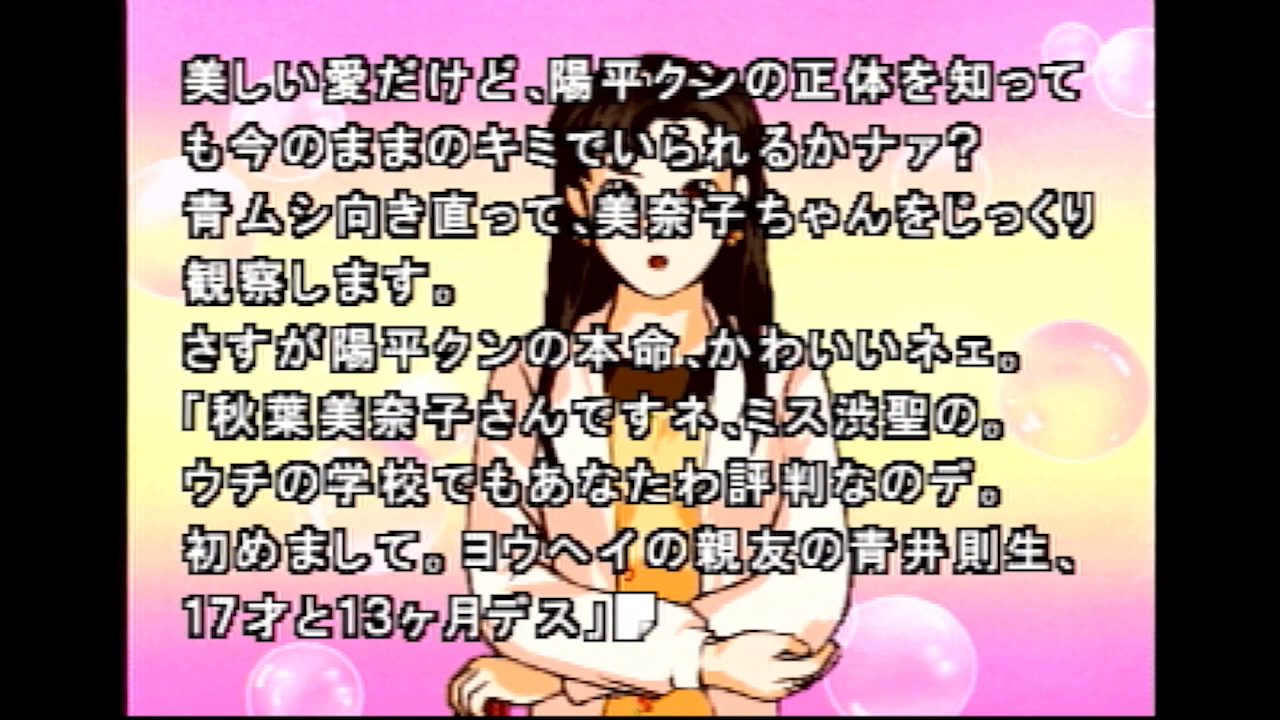 美しい愛だけど、陽平クンの正体を知って
も今のままのキミでいられるかナァ?
青ムシ向き直って、美奈子ちゃんをじっくり
観察します。
さすが陽平クンの本命、かわいいネェ。
『秋葉美奈子さんですネ、ミス渋聖の。
ウチの学校でもあなたわ評判なのデ。
初めまして。ヨウヘイの親友の青井則生、
17才と13ヶ月デス』